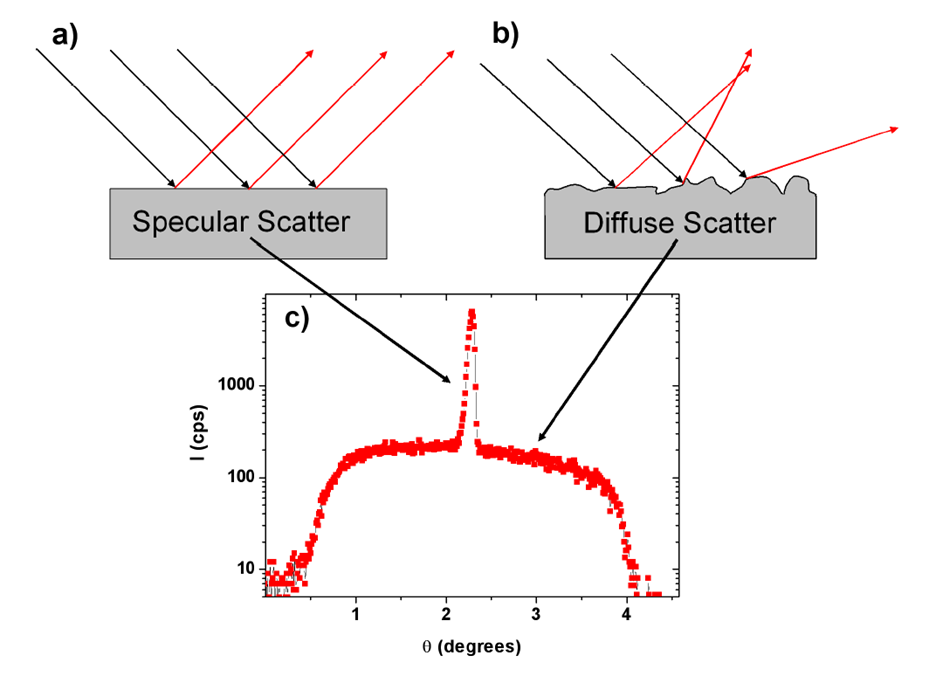 a)
b)
Specular Scatter
Diffuse Scatter
c)
1000
100
10
I (cps)
1
2
3
4
θ (degrees)